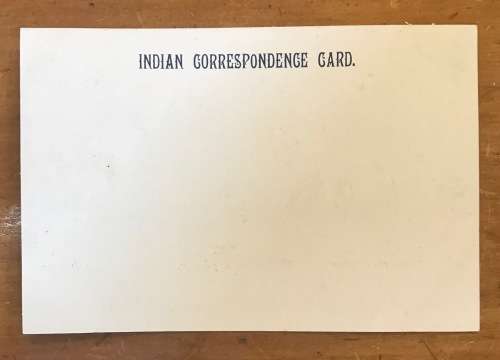 INDIAN CORRESPONDENCE CARD.